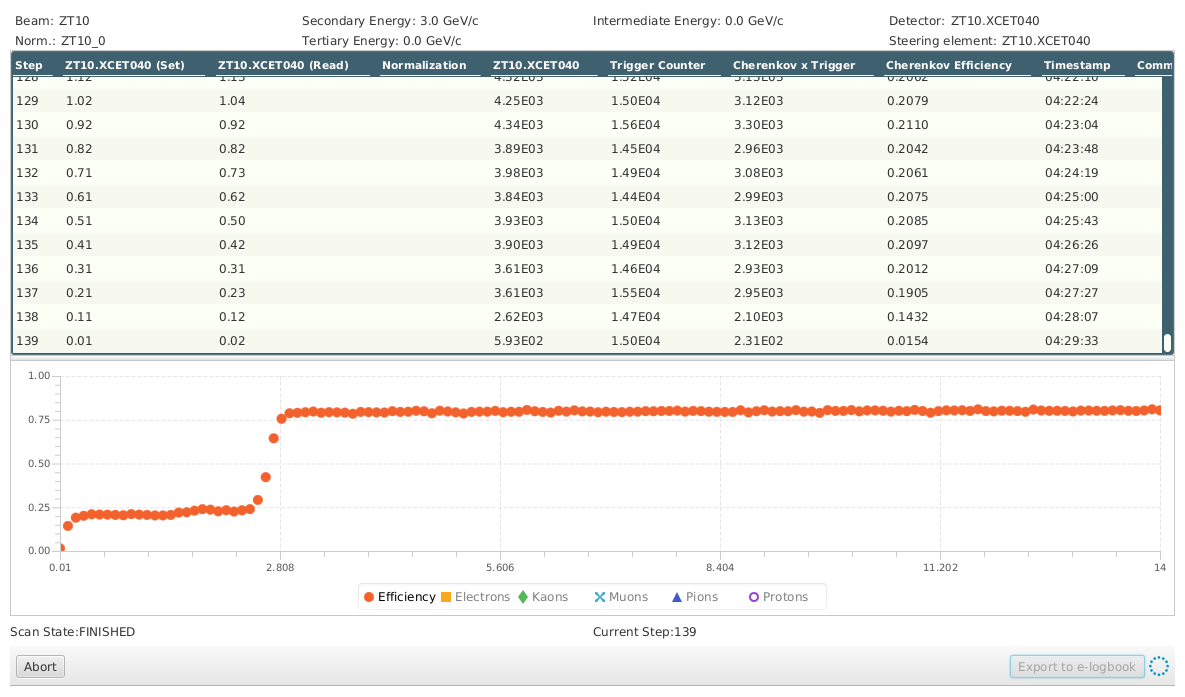 Beam: ZT10 Secondary Energy: 3.0 GeV/c Intermediate Energy: 0.0 GeV/c Detector: ZT10.XCET040
Norm.: ZT10_0 Tertiary Energy: 0.0 GeV/c Steering element: ZT10.XCET040
Step ZT10.XCET040 (Set) ZT10.XCET040 (Read) Normalization ZT10.XCET040 Trigger Counter Cherenkov x Trigger Cherenkov Efficiency Timestamp Comm
129 1.02 1.04 4.25E03 1.50E04 3.12E03 0.2079 04:22:24
130 0.92 0.92 4.34E03 1.56E04 3.30E03 0.2110 04:23:04
131 0.82 0.82 3.89E03 1.45E04 2.96E03 0.2042 04:23:48
132 0.71 0.73 3.98E03 1.49E04 3.08E03 0.2061 04:24:19
133 0.61 0.62 3.84E03 1.44E04 2.99E03 0.2075 04:25:00
134 0.51 0.50 3.93E03 1.50E04 3.13E03 0.2085 04:25:43
135 0.41 0.42 3.90E03 1.49E04 3.12E03 0.2097 04:26:26
136 0.31 0.31 3.61E03 1.46E04 2.93E03 0.2012 04:27:09
137 0.21 0.23 3.61E03 1.55E04 2.95E03 0.1905 04:27:27
138 0.11 0.12 2.62E03 1.47E04 2.10E03 0.1432 04:28:07
139 0.01 0.02 5.93E02 1.50E04 2.31E02 0.0154 04:29:33
1.00
0.75
0.50
0.25
0.00
0.01 2.808 5.606 8.404 11.202 14
Efficiency Electrons Kaons Muons Pions Protons
Scan State:FINISHED Current Step:139
Abort Export to e-logbook